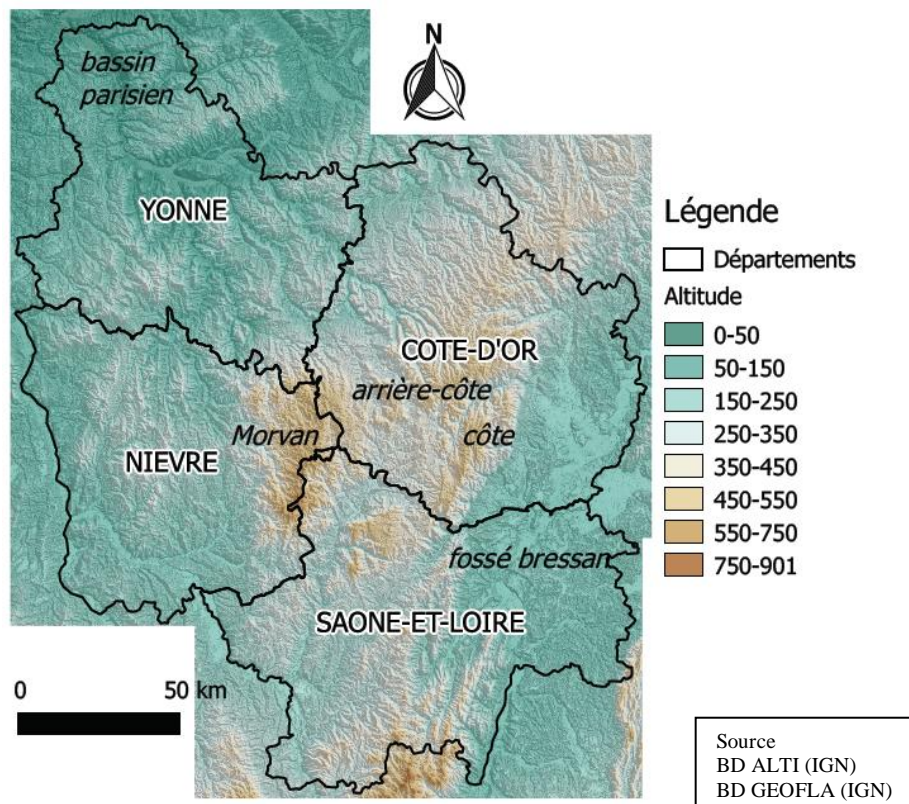 bassin
parisien
N
YONNE
COTE-D'OR
arrière-côte
côte
Morvan
NIEVRE
fossé bressan
SAONE-ET-LOIRE
0 50 km
Légende
Départements
Altitude
0-50
50-150
150-250
250-350
350-450
450-550
550-750
750-901
Source
BD ALTI (IGN)
BD GEOFLA (IGN)